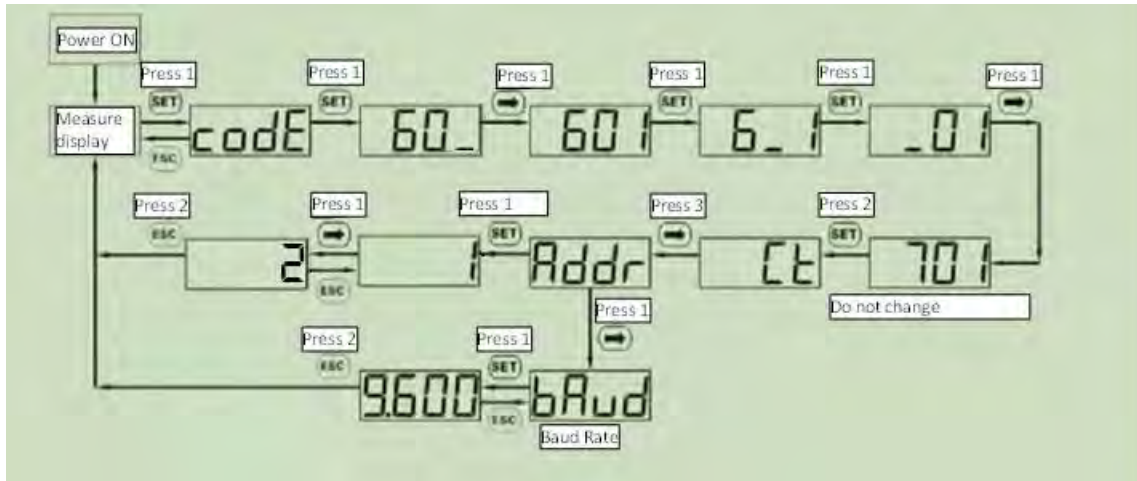 Power ON
Press 1
Press 1
Press 1
Press 1
Press 1
Press 1
SET
SET
SET
SET
Measure
display
codE
60_
601
6_1
_01
ESC
Press 2
Press 1
Press 1
Press 3
Press 2
ESC
SET
SET
2
1
Addr
Ct
701
ESC
Do not change
Press 1
Press 2
Press 1
ESC
SET
9.600
bAud
ESC
Baud Rate